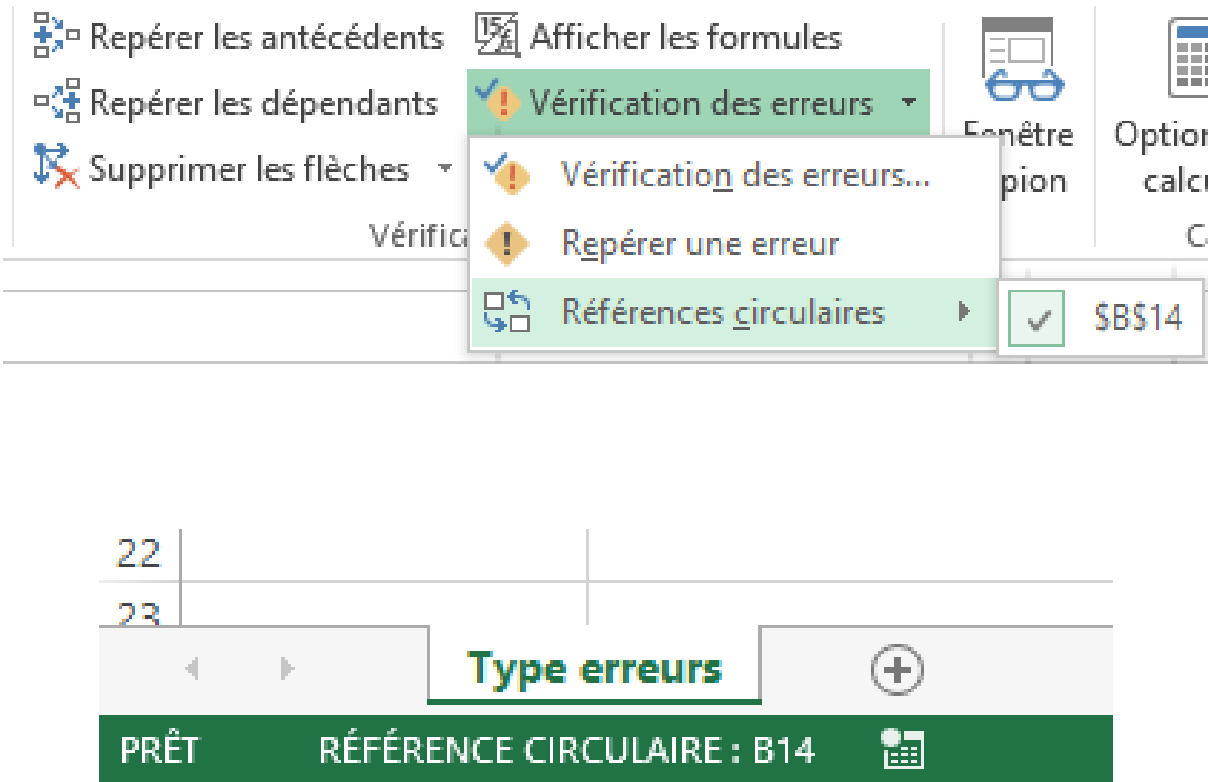 Repérer les antécédents Afficher les formules
Repérer les dépendants Vérification des erreurs
Supprimer les flèches
Vérification des erreurs...
Repérer une erreur
Références circulaires $B$14
22
23
Type erreurs
PRÊT RÉFÉRENCE CIRCULAIRE : B14